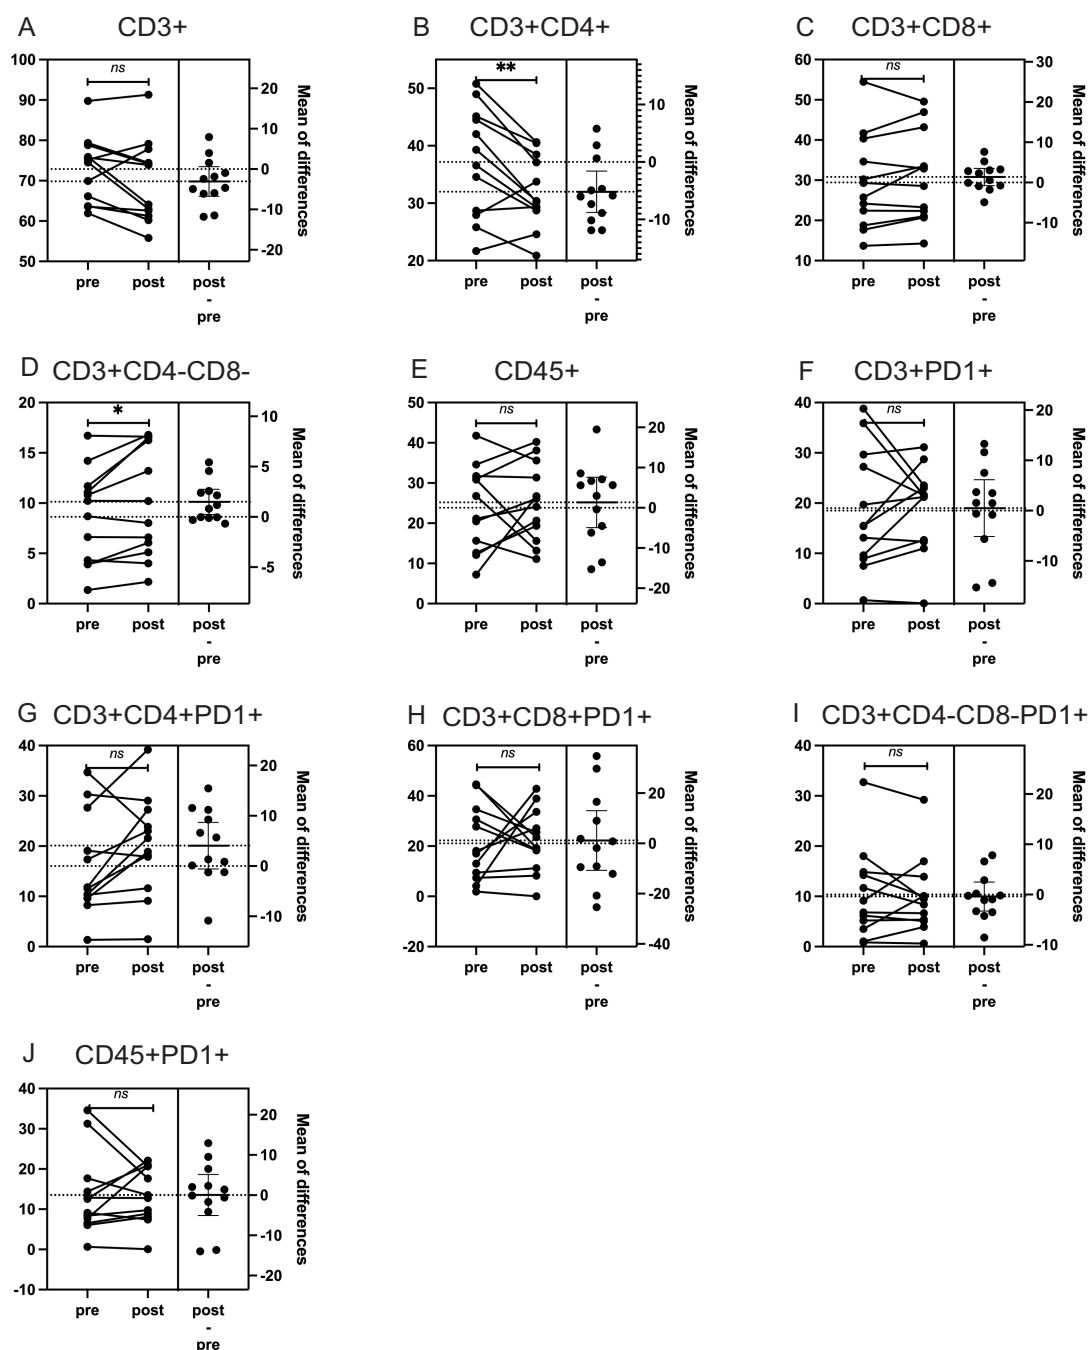 A CD3+
100
90
80
70
60
50
ns
20
10
0
-10
-20
Mean of differences
pre post post
-
pre
B CD3+CD4+
50
40
30
20
**
10
0
-10
Mean of differences
pre post post
-
pre
C CD3+CD8+
60
50
40
30
20
10
ns
30
20
10
0
-10
Mean of differences
pre post post
-
pre
D CD3+CD4-CD8-
20
15
10
5
0
*
10
5
0
-5
Mean of differences
pre post post
-
pre
E CD45+
50
40
30
20
10
0
ns
20
10
0
-10
-20
Mean of differences
pre post post
-
pre
F CD3+PD1+
40
30
20
10
0
ns
20
10
0
-10
Mean of differences
pre post post
-
pre
G CD3+CD4+PD1+
40
30
20
10
0
ns
20
10
0
-10
Mean of differences
pre post post
-
pre
H CD3+CD8+PD1+
60
40
20
0
-20
ns
20
0
-20
-40
Mean of differences
pre post post
-
pre
I CD3+CD4-CD8-PD1+
40
30
20
10
0
ns
20
10
0
-10
Mean of differences
pre post post
-
pre
J CD45+PD1+
40
30
20
10
0
-10
ns
20
10
0
-10
-20
Mean of differences
pre post post
-
pre